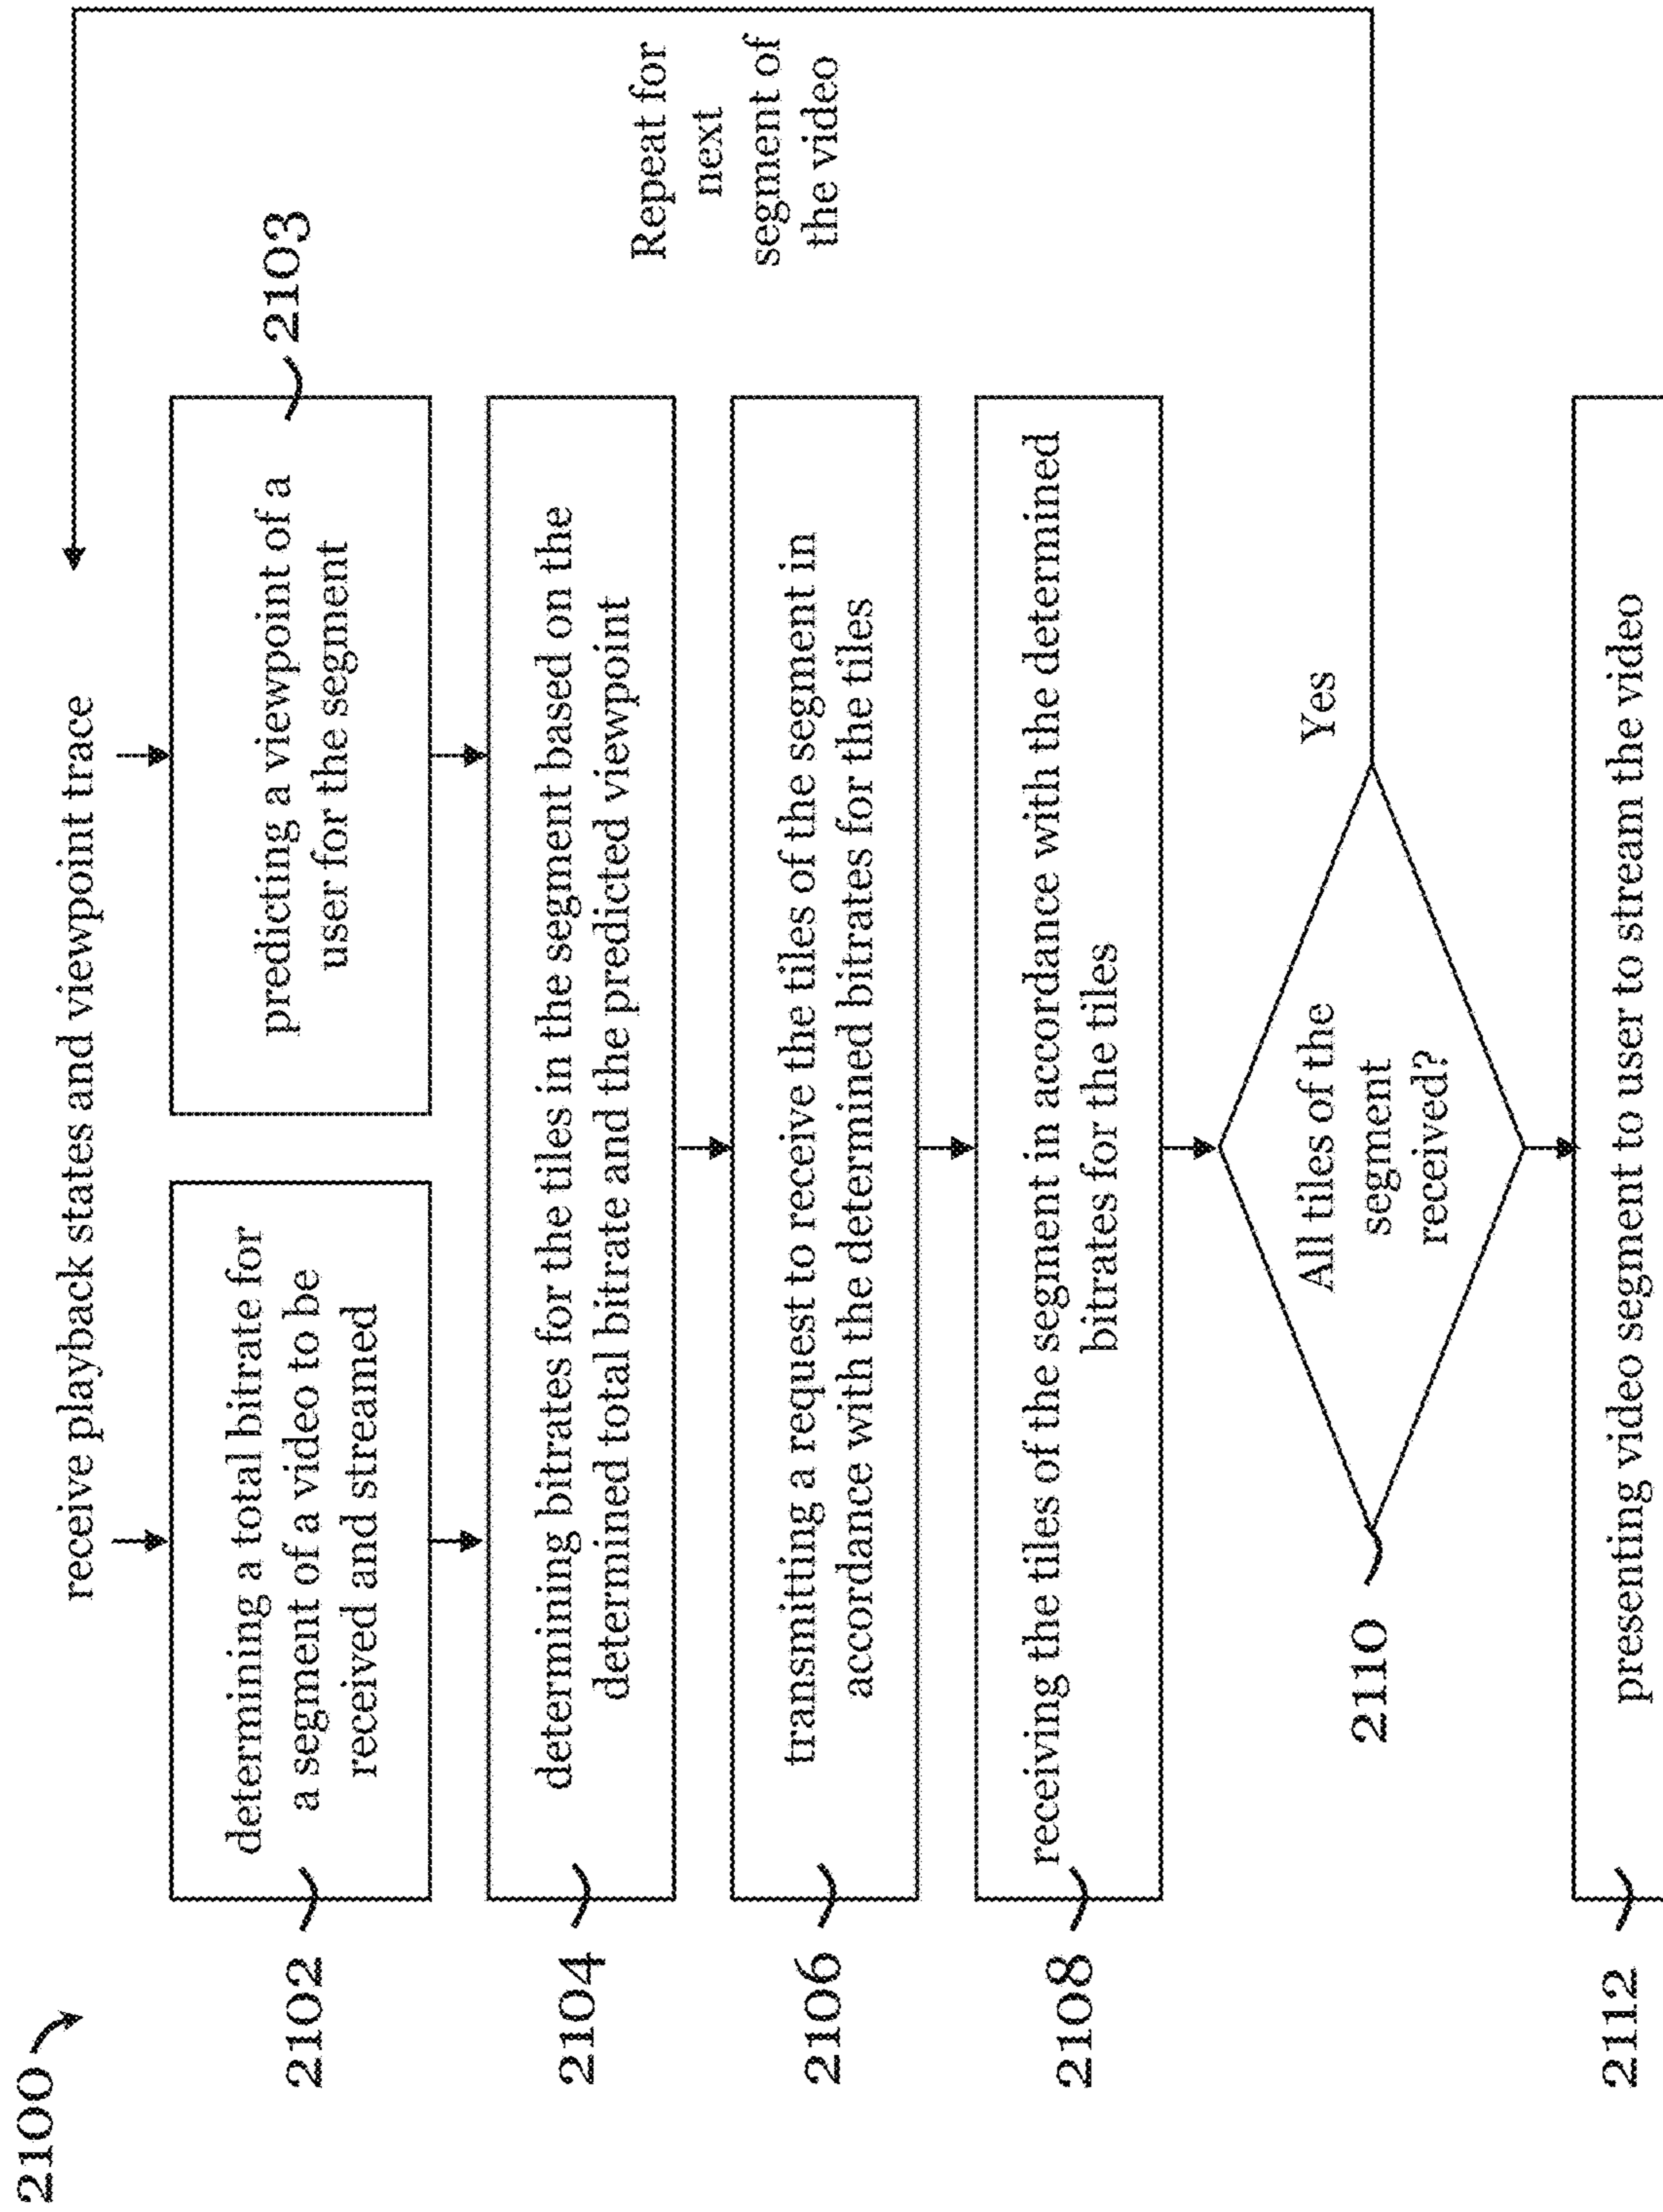 2100
receive playback states and viewpoint trace
2102
determining a total bitrate for
a segment of a video to be
received and streamed
predicting a viewpoint of a
user for the segment
2103
2104
determining bitrates for the tiles in the segment based on the
determined total bitrate and the predicted viewpoint
2106
transmitting a request to receive the tiles of the segment in
accordance with the determined bitrates for the tiles
2108
receiving the tiles of the segment in accordance with the determined
bitrates for the tiles
2110
All tiles of the
segment
received?
Yes
Repeat for
next
segment of
the video
2112
presenting video segment to user to stream the video